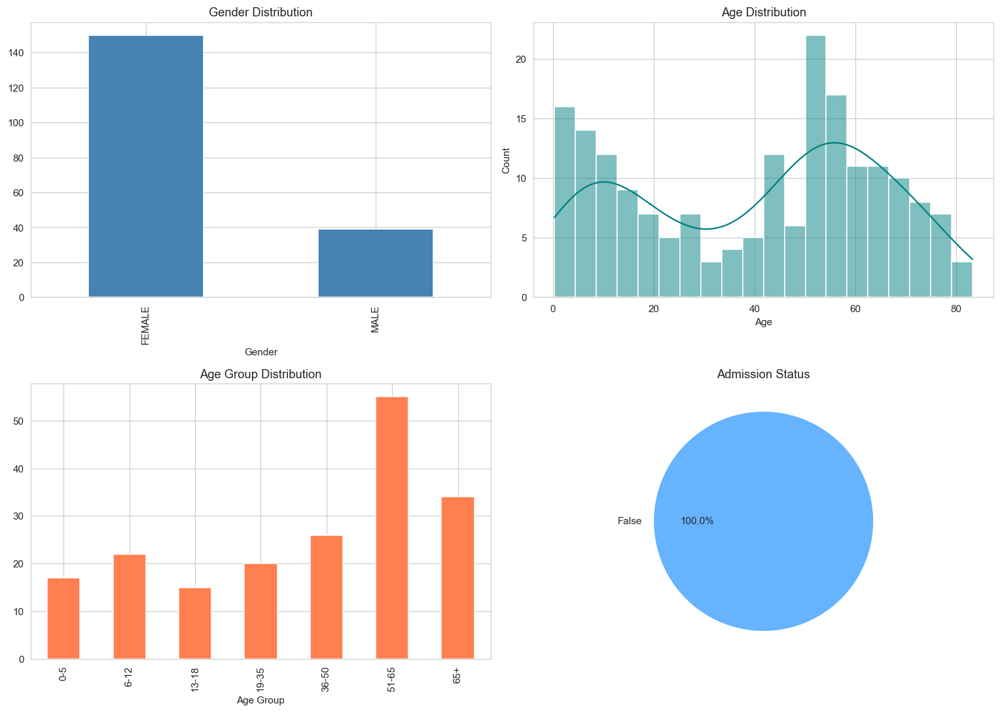 Gender Distribution
140
120
100
80
60
40
20
0
FEMALE
MALE
Gender
Age Distribution
Count
20
15
10
5
0
0
20
40
60
80
Age
Age Group Distribution
50
40
30
20
10
0
0-5
6-12
13-18
19-35
36-50
51-65
65+
Age Group
Admission Status
False
100.0%